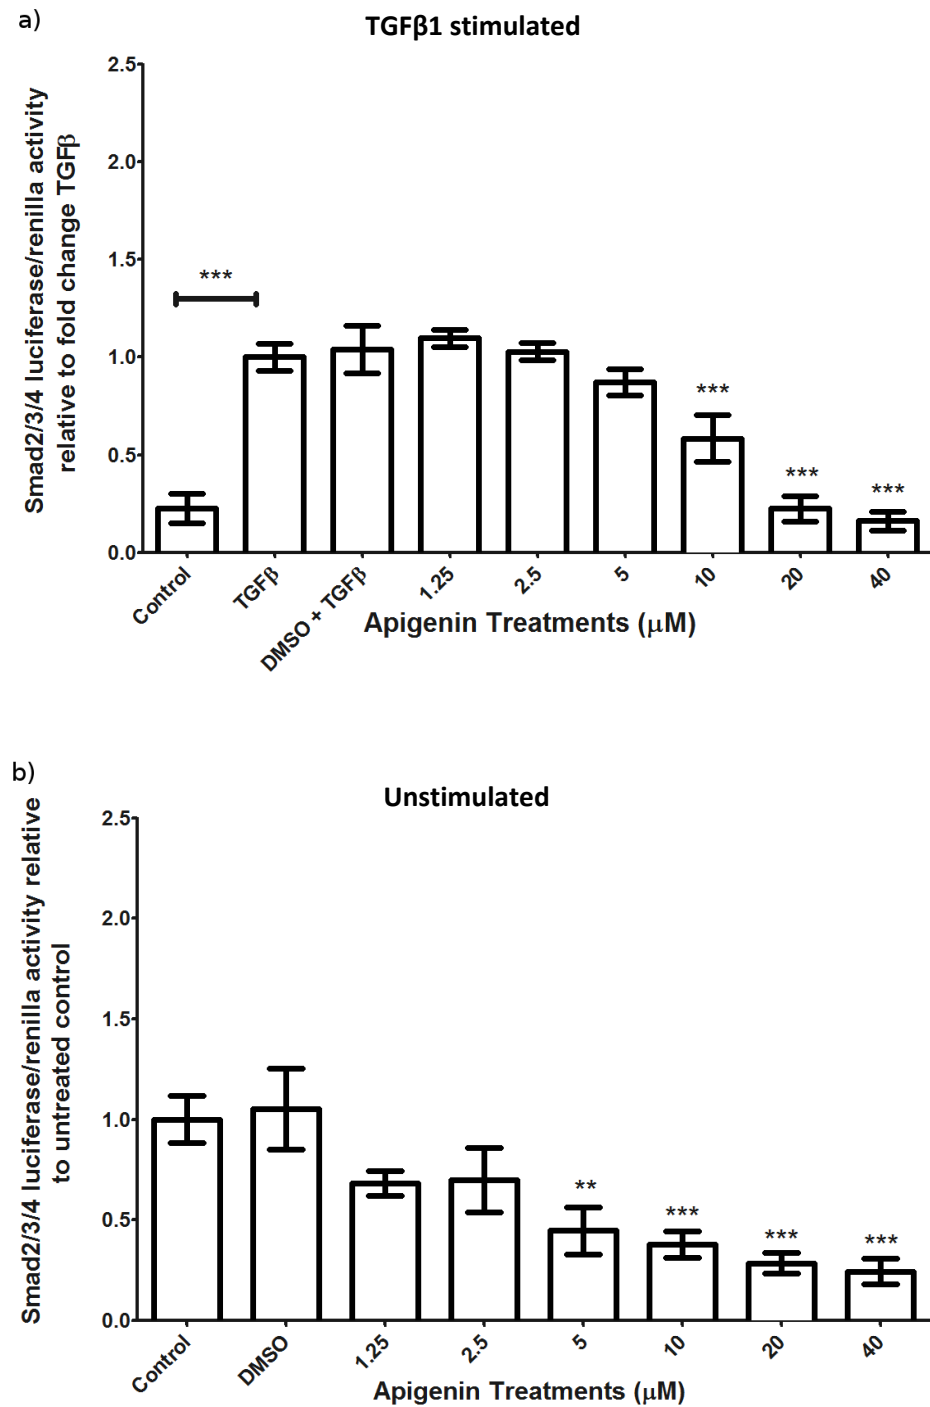 a)
TGFβ1 stimulated
Smad2/3/4 luciferase/renilla activity
relative to fold change TGFβ
2.5
2.0
1.5
1.0
0.5
0.0
***
***
***
***
Control
TGFβ
DMSO + TGFβ
1.25
2.5
5
10
20
40
Apigenin Treatments (μM)
b)
Unstimulated
Smad2/3/4 luciferase/renilla activity relative
to untreated control
2.5
2.0
1.5
1.0
0.5
0.0
**
***
***
***
Control
DMSO
1.25
2.5
5
10
20
40
Apigenin Treatments (μM)